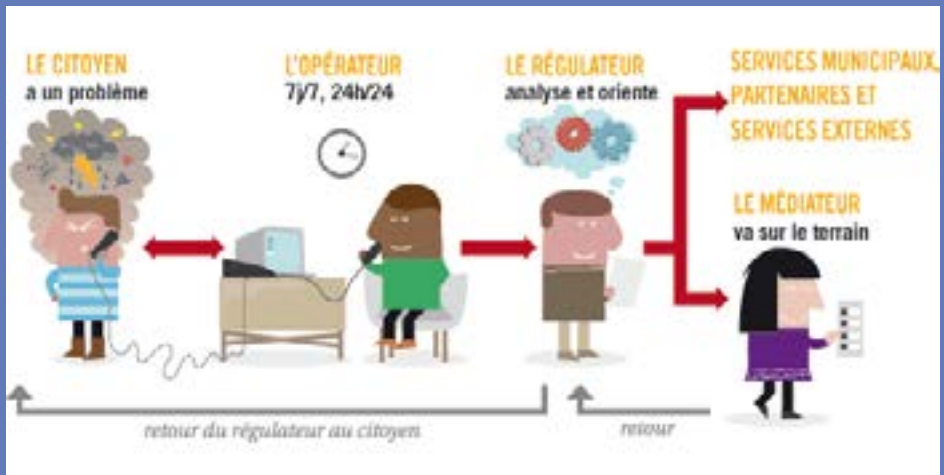 LE CITOYEN
a un problème
L'OPÉRATEUR
7j/7, 24h/24
LE RÉGULATEUR
analyse et oriente
SERVICES MUNICIPAUX,
PARTENAIRES ET
SERVICES EXTERNES
LE MÉDIATEUR
va sur le terrain
retour du régulateur au citoyen
retour